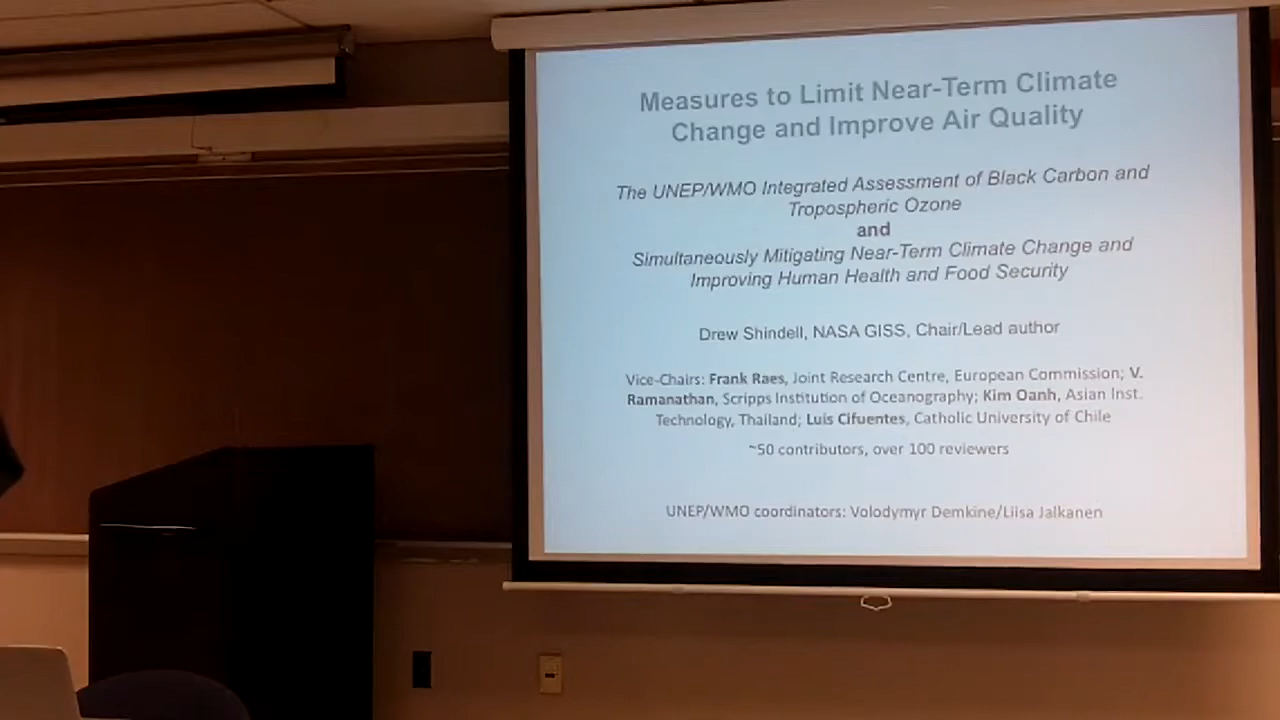 Measures to Limit Near-Term Climate
Change and Improve Air Quality
The UNEP/WMO Integrated Assessment of Black Carbon and
Tropospheric Ozone
and
Simultaneously Mitigating Near-Term Climate Change and
Improving Human Health and Food Security
Drew Shindell, NASA GISS, Chair/Lead author
Vice-Chairs: Frank Raes, Joint Research Centre, European Commission; V.
Ramanathan, Scripps Institution of Oceanography; Kim Oanh, Asian Inst.
Technology, Thailand; Luis Cifuentes, Catholic University of Chile
~50 contributors, over 100 reviewers
UNEP/WMO coordinators: Volodymyr Demkine/Liisa Jalkanen